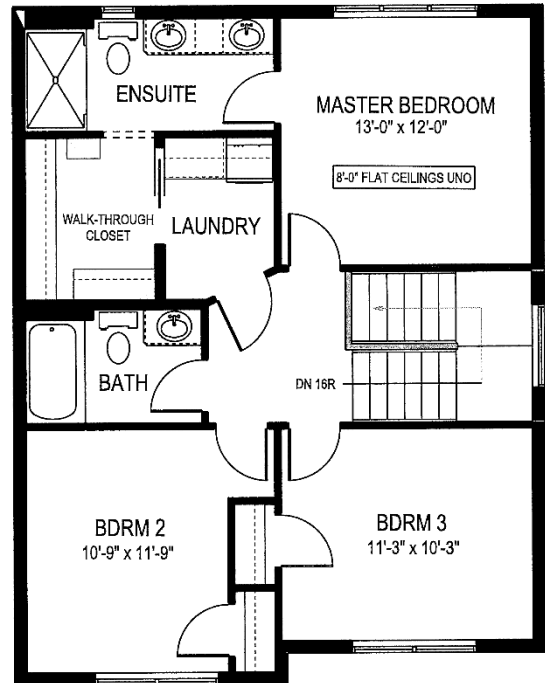 ENSUITE
MASTER BEDROOM
13'-0" x 12'-0"
8'-0" FLAT CEILINGS UNO
WALK-THROUGH
CLOSET
LAUNDRY
BATH
DN 16R
BDRM 2
10'-9" x 11'-9"
BDRM 3
11'-3" x 10'-3"